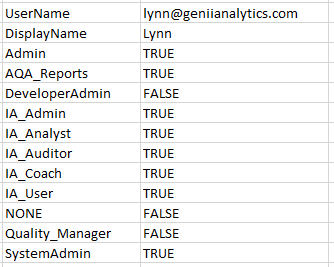 UserName lynn@geniianalytics.com
DisplayName Lynn
Admin TRUE
AQA_Reports TRUE
DeveloperAdmin FALSE
IA_Admin TRUE
IA_Analyst TRUE
IA_Auditor TRUE
IA_Coach TRUE
IA_User TRUE
NONE FALSE
Quality_Manager FALSE
SystemAdmin TRUE